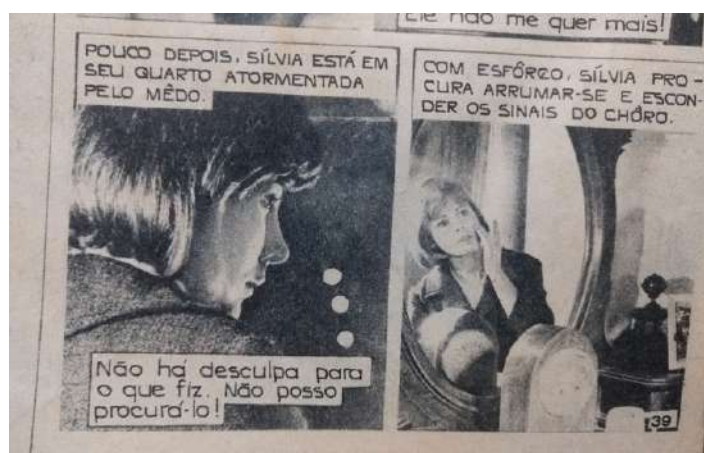 Ele não me quer mais!
POUCO DEPOIS, SÍLVIA ESTÁ EM
SEU QUARTO ATORMENTADA
PELO MÊDO.
Não há desculpa para
o que fiz. Não posso
procurá-lo!
COM ESFÔRÇO, SÍLVIA PRO-
CURA ARRUMAR-SE E ESCON-
DER OS SINAIS DO CHÔRO.
39